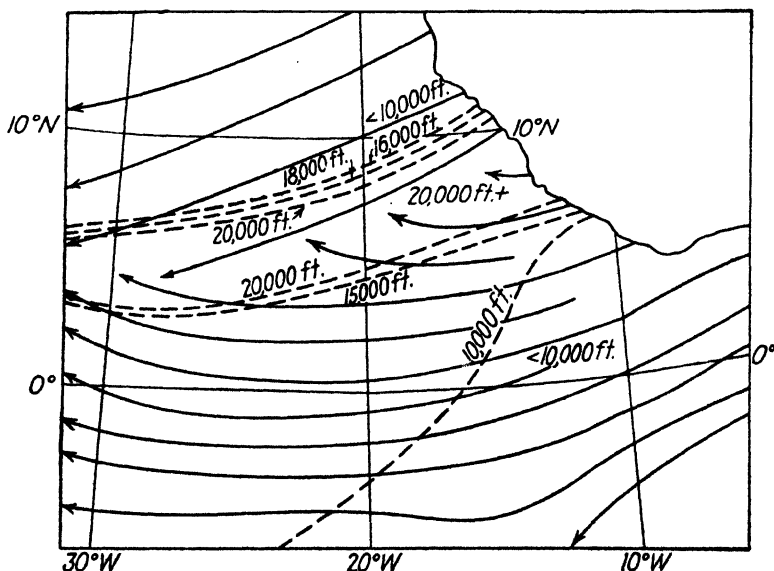 <10,000 ft.
10°N
16,000 ft.
10°N
18,000 ft.
20,000 ft.+
20,000 ft.
20,000 ft.
15,000 ft.
10,000 ft.
<10,000 ft.
0°
0°
30°W
20°W
10°W